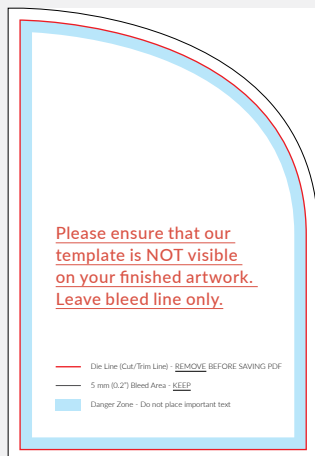 Please ensure that our
template is NOT visible
on your finished artwork.
Leave bleed line only.
Die Line (Cut/Trim Line) - REMOVE BEFORE SAVING PDF
5 mm (0.2") Bleed Area - KEEP
Danger Zone - Do not place important text